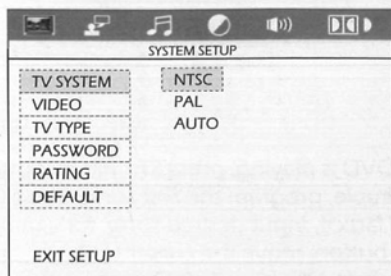 SYSTEM SETUP
TV SYSTEM NTSC
VIDEO PAL
TV TYPE AUTO
PASSWORD
RATING
DEFAULT
EXIT SETUP